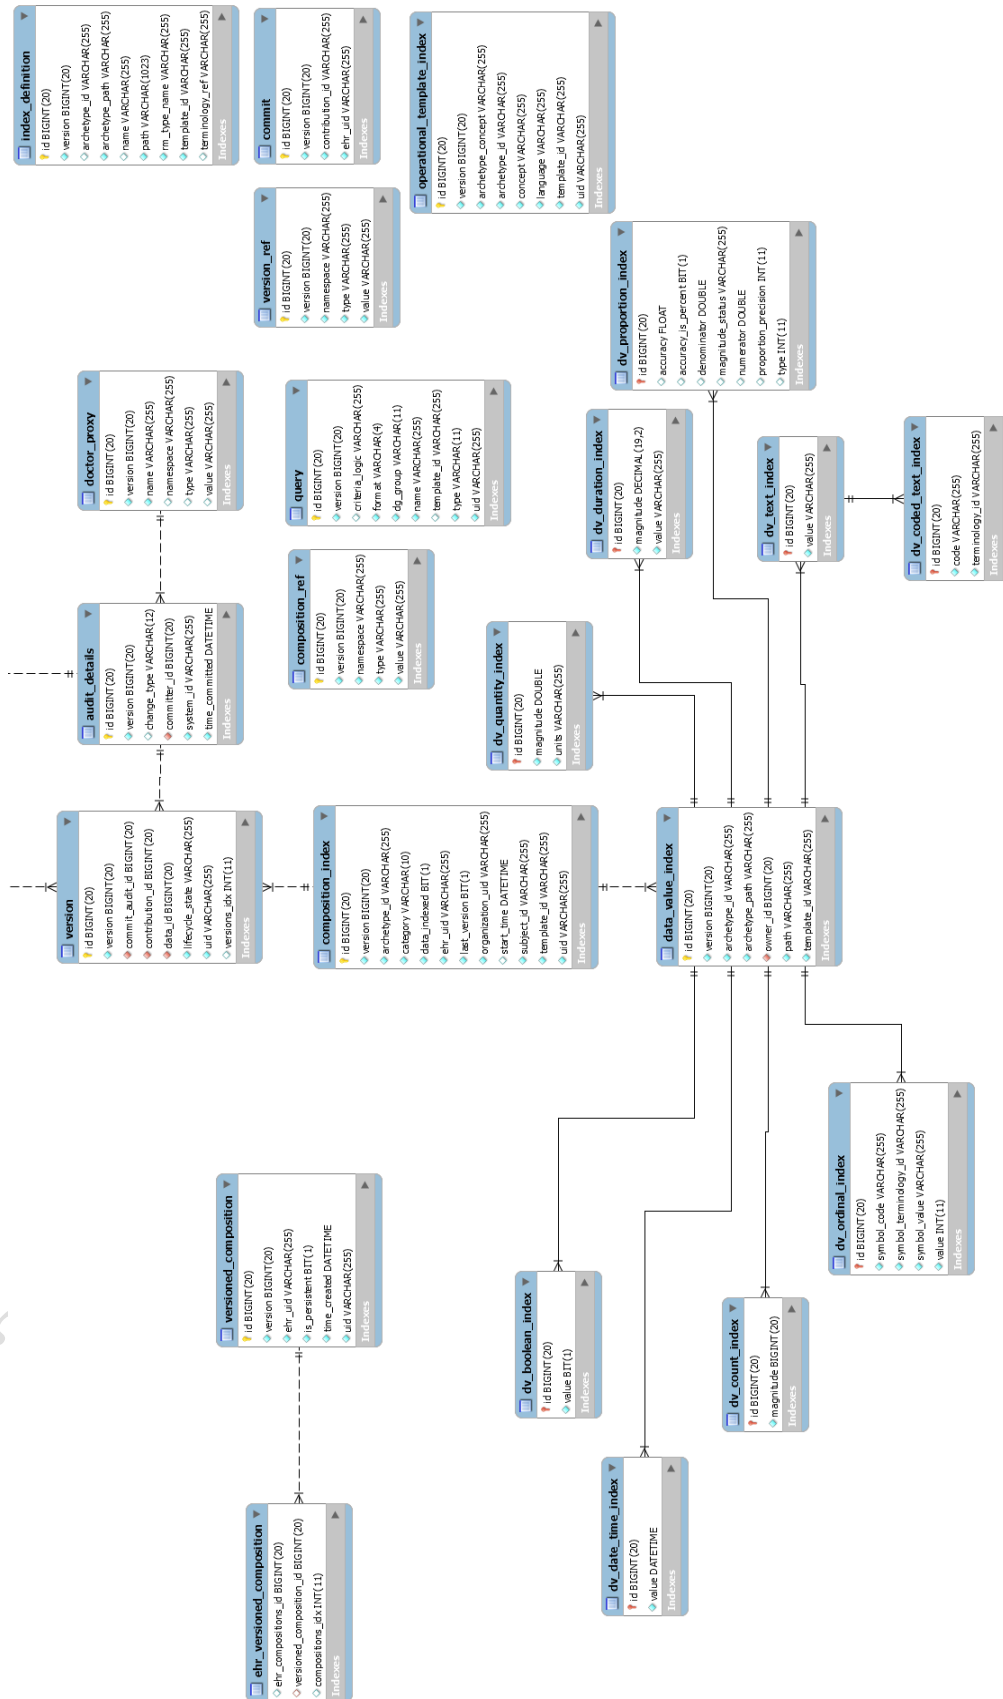 index_definition
id BIGINT(20)
version BIGINT(20)
archetype_id VARCHAR(255)
archetype_path VARCHAR(255)
name VARCHAR(255)
path VARCHAR(1023)
rm_type_name VARCHAR(255)
template_id VARCHAR(255)
terminology_ref VARCHAR(255)
Indexes
commit
id BIGINT(20)
version BIGINT(20)
contribution_id VARCHAR(255)
ehr_uid VARCHAR(255)
Indexes
operational_template_index
id BIGINT(20)
version BIGINT(20)
archetype_concept VARCHAR(255)
archetype_id VARCHAR(255)
concept VARCHAR(255)
language VARCHAR(255)
template_id VARCHAR(255)
uid VARCHAR(255)
Indexes
version_ref
id BIGINT(20)
version BIGINT(20)
namespace VARCHAR(255)
type VARCHAR(255)
value VARCHAR(255)
Indexes
doctor_proxy
id BIGINT(20)
version BIGINT(20)
name VARCHAR(255)
namespace VARCHAR(255)
type VARCHAR(255)
value VARCHAR(255)
Indexes
query
id BIGINT(20)
version BIGINT(20)
criteria_logic VARCHAR(255)
format VARCHAR(4)
dg_group VARCHAR(11)
name VARCHAR(255)
template_id VARCHAR(255)
type VARCHAR(11)
uid VARCHAR(255)
Indexes
dv_proportion_index
id BIGINT(20)
accuracy FLOAT
accuracy_is_percent BIT(1)
denominator DOUBLE
magnitude_status VARCHAR(255)
numerator DOUBLE
proportion_precision INT(11)
type INT(11)
Indexes
dv_duration_index
id BIGINT(20)
magnitude DECIMAL(19,2)
value VARCHAR(255)
Indexes
dv_text_index
id BIGINT(20)
value VARCHAR(255)
Indexes
dv_coded_text_index
id BIGINT(20)
code VARCHAR(255)
terminology_id VARCHAR(255)
Indexes
audit_details
id BIGINT(20)
version BIGINT(20)
change_type VARCHAR(12)
committer_id BIGINT(20)
system_id VARCHAR(255)
time_committed DATETIME
Indexes
composition_ref
id BIGINT(20)
version BIGINT(20)
namespace VARCHAR(255)
type VARCHAR(255)
value VARCHAR(255)
Indexes
dv_quantity_index
id BIGINT(20)
magnitude DOUBLE
units VARCHAR(255)
Indexes
version
id BIGINT(20)
version BIGINT(20)
commit_audit_id BIGINT(20)
contribution_id BIGINT(20)
data_id BIGINT(20)
lifecycle_state VARCHAR(255)
uid VARCHAR(255)
versions_idx INT(11)
Indexes
composition_index
id BIGINT(20)
version BIGINT(20)
archetype_id VARCHAR(255)
category VARCHAR(10)
data_indexed BIT(1)
ehr_uid VARCHAR(255)
last_version BIT(1)
organization_uid VARCHAR(255)
start_time DATETIME
subject_id VARCHAR(255)
template_id VARCHAR(255)
uid VARCHAR(255)
Indexes
data_value_index
id BIGINT(20)
version BIGINT(20)
archetype_id VARCHAR(255)
archetype_path VARCHAR(255)
owner_id BIGINT(20)
path VARCHAR(255)
template_id VARCHAR(255)
Indexes
versioned_composition
id BIGINT(20)
version BIGINT(20)
ehr_uid VARCHAR(255)
is_persistent BIT(1)
time_created DATETIME
uid VARCHAR(255)
Indexes
dv_ordinal_index
id BIGINT(20)
symbol_code VARCHAR(255)
symbol_terminology_id VARCHAR(255)
symbol_value VARCHAR(255)
value INT(11)
Indexes
dv_boolean_index
id BIGINT(20)
value BIT(1)
Indexes
dv_count_index
id BIGINT(20)
magnitude BIGINT(20)
Indexes
dv_date_time_index
id BIGINT(20)
value DATETIME
Indexes
ehr_versioned_composition
ehr_compositions_id BIGINT(20)
versioned_composition_id BIGINT(20)
compositions_idx INT(11)
Indexes